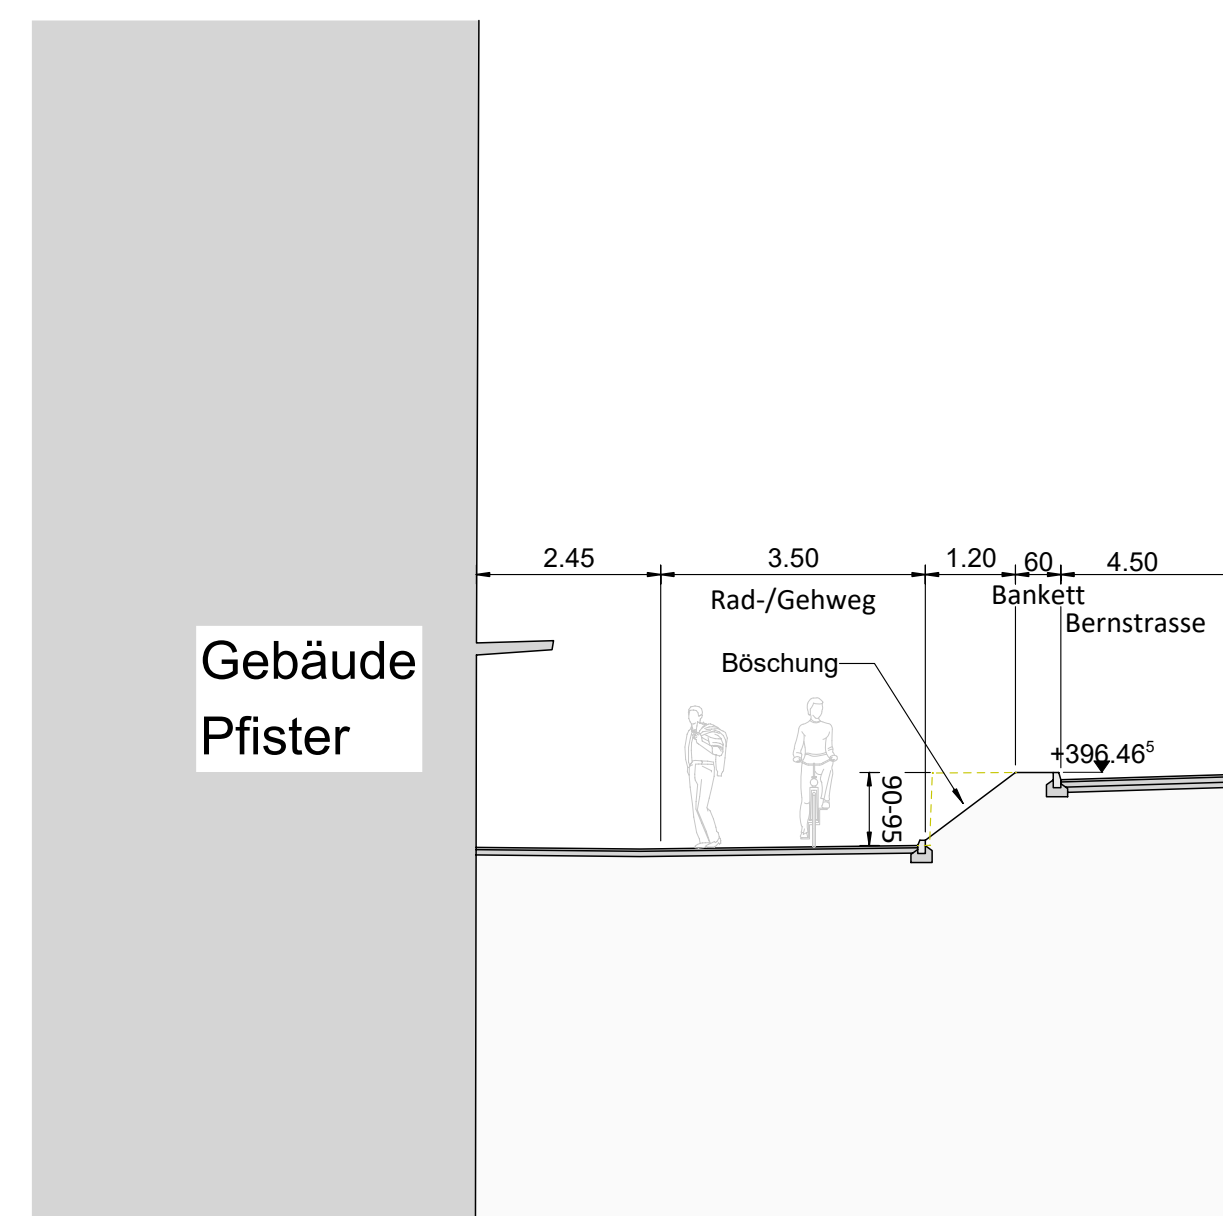 2.45 3.50 1.20 60 4.50
Rad-/Gehweg Bankett
Bernstrasse
Gebäude
Pfister
Böschung
+396.46⁵
90-95